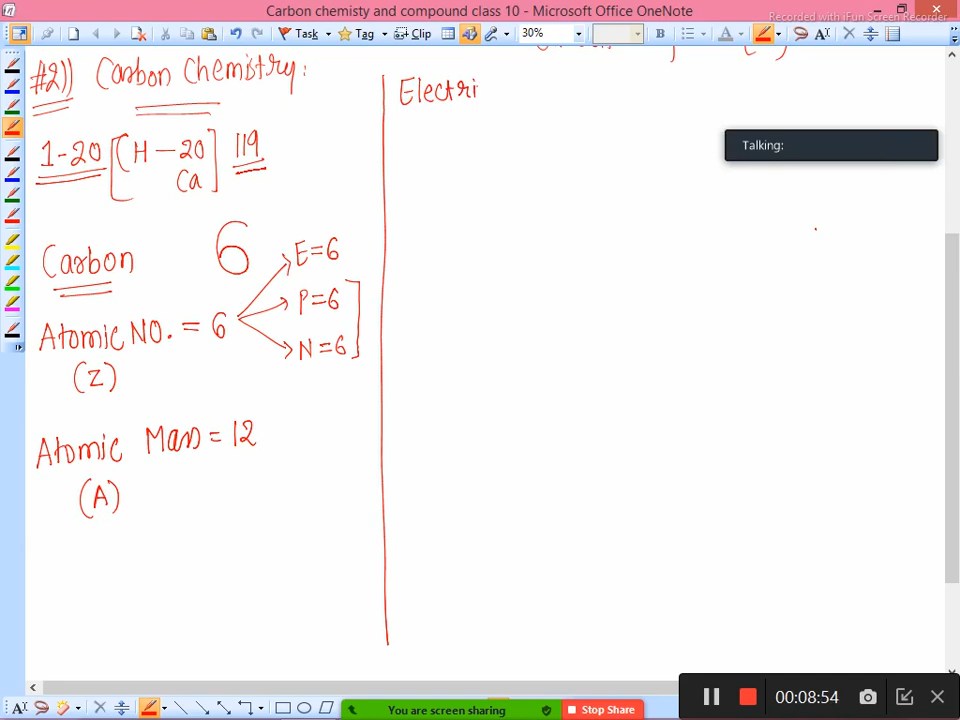 Carbon chemisty and compound class 10 - Microsoft Office OneNote
Recorded with iFun Screen Recorder
Task
Tag
Clip
30%
B
A
#2)) Carbon Chemistry:
1-20 [H — 20 Ca] 119
Carbon 6
E=6
P=6
N=6
Atomic NO. = 6
(Z)
Atomic Mass = 12
(A)
Electri
Talking:
You are screen sharing
Stop Share
00:08:54